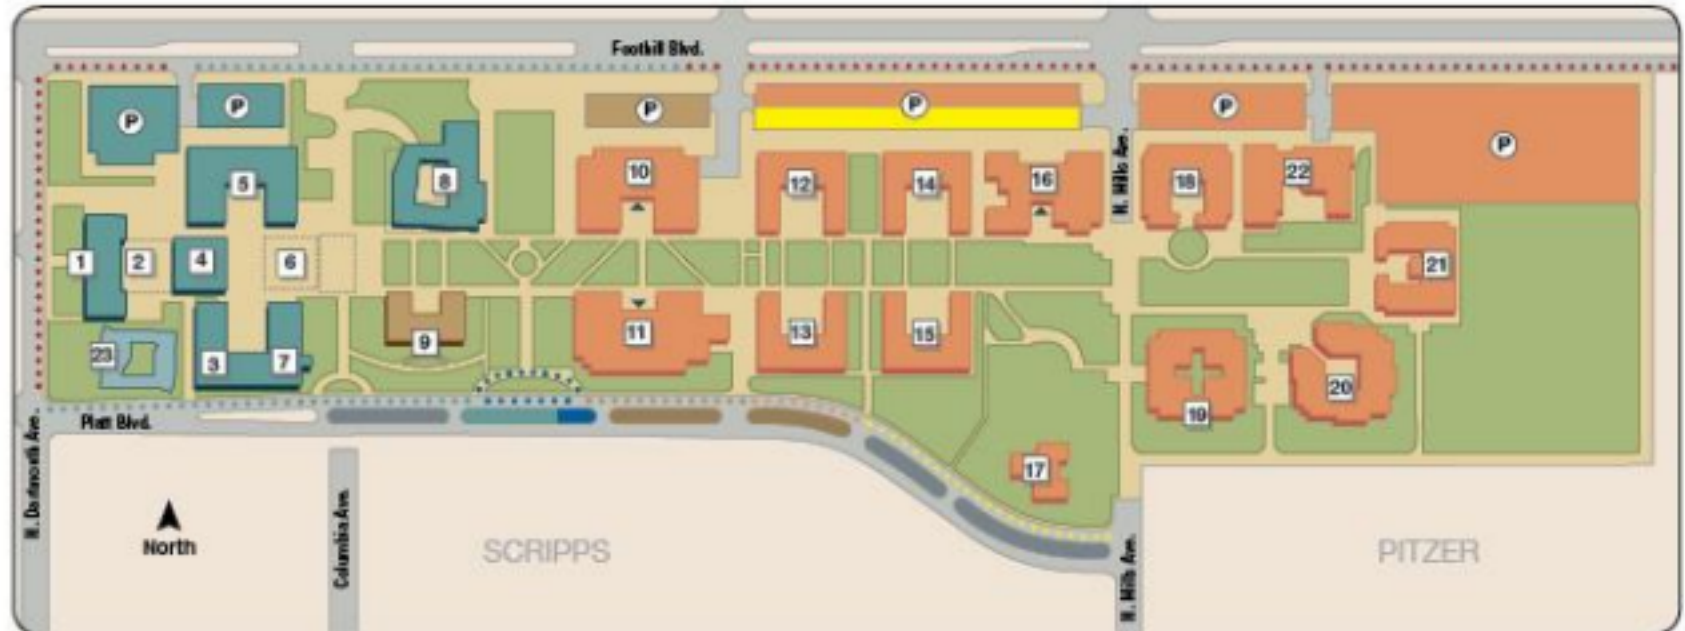 Foothill Blvd.
P
P
P
P
P
P
5
8
10
12
14
16
18
22
N. Mills Ave.
1
2
4
6
21
23
3
7
9
11
13
15
19
20
Platt Blvd.
N. Dartmouth Ave.
17
North
Columbia Ave.
SCRIPPS
N. Mills Ave.
PITZER